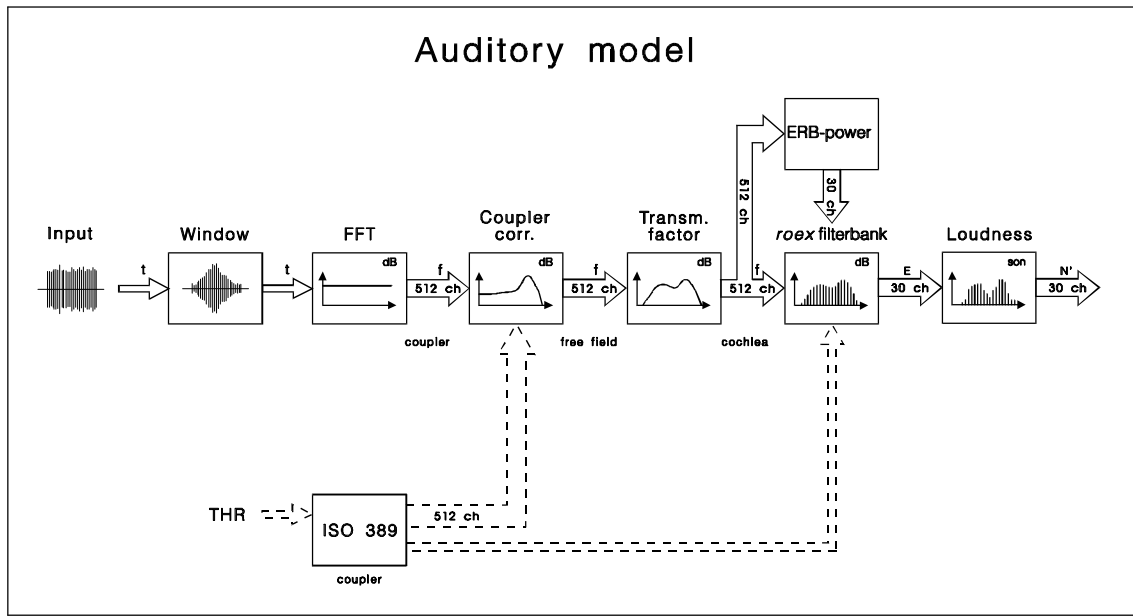 Auditory model
ERB-power
512 ch
30 ch
Input
Window
FFT
Coupler
corr.
Transm.
factor
roex filterbank
Loudness
t
t
dB
f
512 ch
dB
f
512 ch
dB
f
512 ch
dB
E
30 ch
son
N'
30 ch
coupler
free field
cochlea
THR
ISO 389
512 ch
coupler